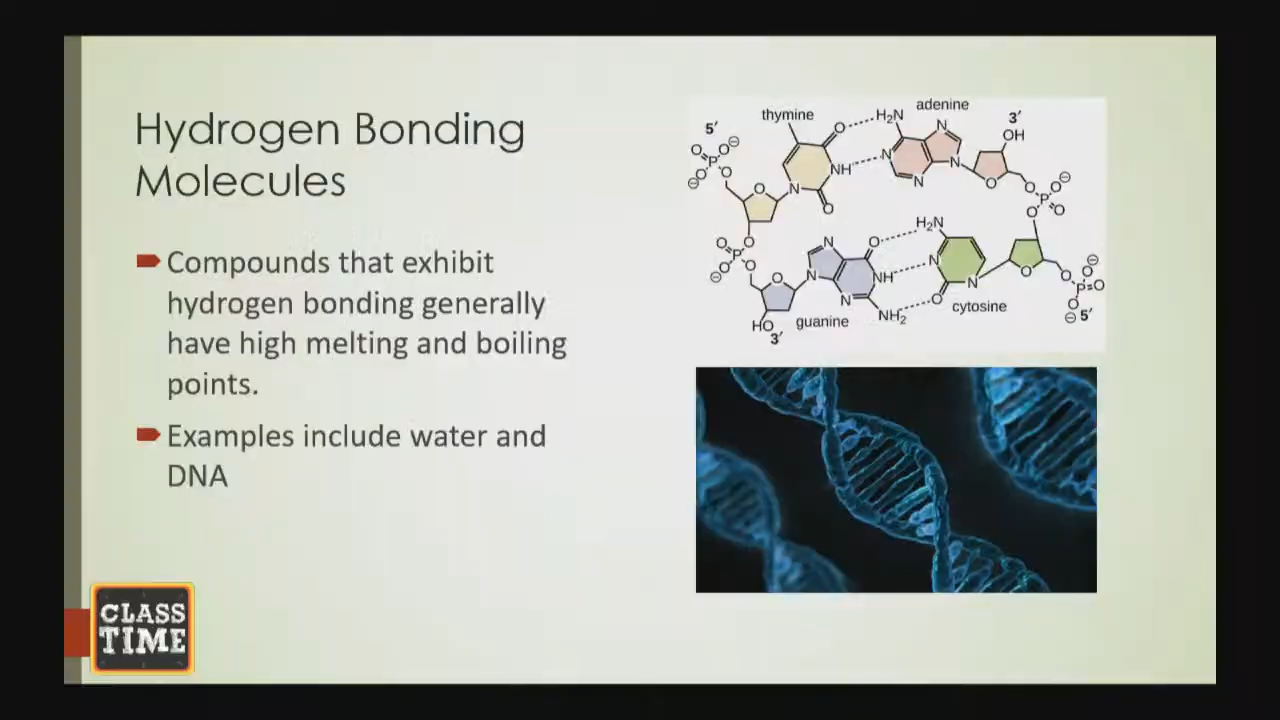 Hydrogen Bonding
Molecules
Compounds that exhibit
hydrogen bonding generally
have high melting and boiling
points.
Examples include water and
DNA
CLASS
TIME
5′
thymine
adenine
3′
O
H₂N
N
OH
O
P
O
⊖
O
⊖
O
NH
N
N
N
N
O
O
O
P
O
⊖
O
O
O
N
O
H₂N
O
P
O
⊖
O
O
N
O
N
NH
N
N
O
O
P
O
⊖
O
⊖
5′
HO
3′
guanine
N
NH₂
O
cytosine